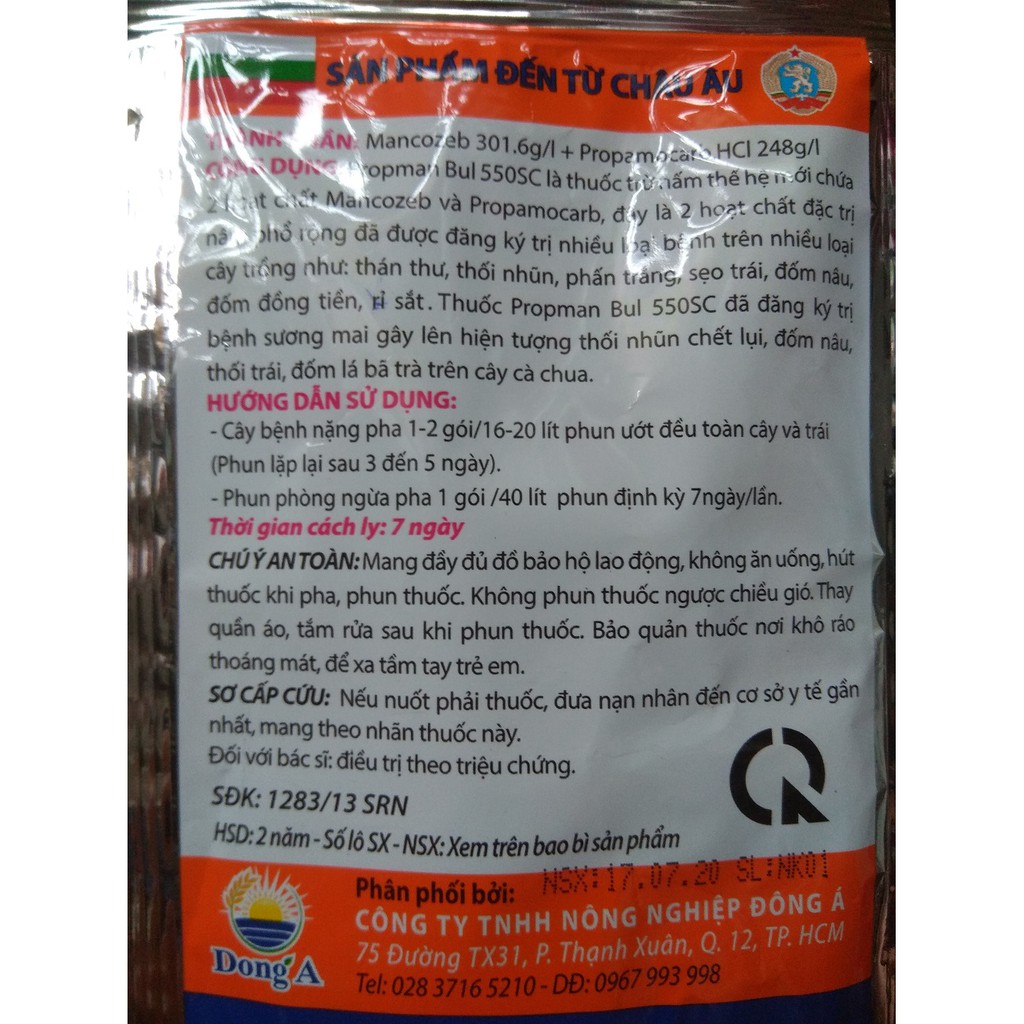 SẢN PHẨM ĐẾN TỪ CHÂU ÂU
THÀNH PHẦN: Mancozeb 301.6g/l + Propamocarb HCl 248g/l
CÔNG DỤNG: Propman Bul 550SC là thuốc trừ nấm thế hệ mới chứa
2 hoạt chất Mancozeb và Propamocarb, đây là 2 hoạt chất đặc trị
nấm phổ rộng đã được đăng ký trị nhiều loại bệnh trên nhiều loại
cây trồng như: thán thư, thối nhũn, phấn trắng, sẹo trái, đốm nâu,
đốm đồng tiền, rỉ sắt. Thuốc Propman Bul 550SC đã đăng ký trị
bệnh sương mai gây lên hiện tượng thối nhũn chết lụi, đốm nâu,
thối trái, đốm lá bã trà trên cây cà chua.
HƯỚNG DẪN SỬ DỤNG:
- Cây bệnh nặng pha 1-2 gói/16-20 lít phun ướt đều toàn cây và trái
(Phun lặp lại sau 3 đến 5 ngày).
- Phun phòng ngừa pha 1 gói /40 lít phun định kỳ 7ngày/lần.
Thời gian cách ly: 7 ngày
CHÚ Ý AN TOÀN: Mang đầy đủ đồ bảo hộ lao động, không ăn uống, hút
thuốc khi pha, phun thuốc. Không phun thuốc ngược chiều gió. Thay
quần áo, tắm rửa sau khi phun thuốc. Bảo quản thuốc nơi khô ráo
thoáng mát, để xa tầm tay trẻ em.
SƠ CẤP CỨU: Nếu nuốt phải thuốc, đưa nạn nhân đến cơ sở y tế gần
nhất, mang theo nhãn thuốc này.
Đối với bác sĩ: điều trị theo triệu chứng.
SĐK: 1283/13 SRN
HSD: 2 năm - Số lô SX - NSX: Xem trên bao bì sản phẩm
NSX:17.07.20 SL:NK01
Phân phối bởi:
CÔNG TY TNHH NÔNG NGHIỆP ĐÔNG Á
75 Đường TX31, P. Thạnh Xuân, Q. 12, TP. HCM
Tel: 028 3716 5210 - DĐ: 0967 993 998
Dong A